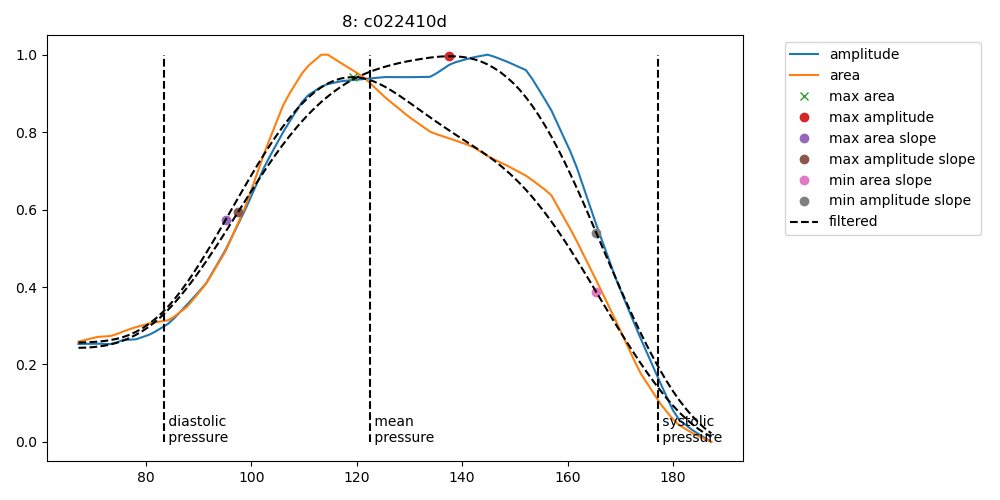 8: c022410d
1.0
0.8
0.6
0.4
0.2
0.0
diastolic
pressure
mean
pressure
systolic
pressure
80
100
120
140
160
180
amplitude
area
max area
max amplitude
max area slope
max amplitude slope
min area slope
min amplitude slope
filtered